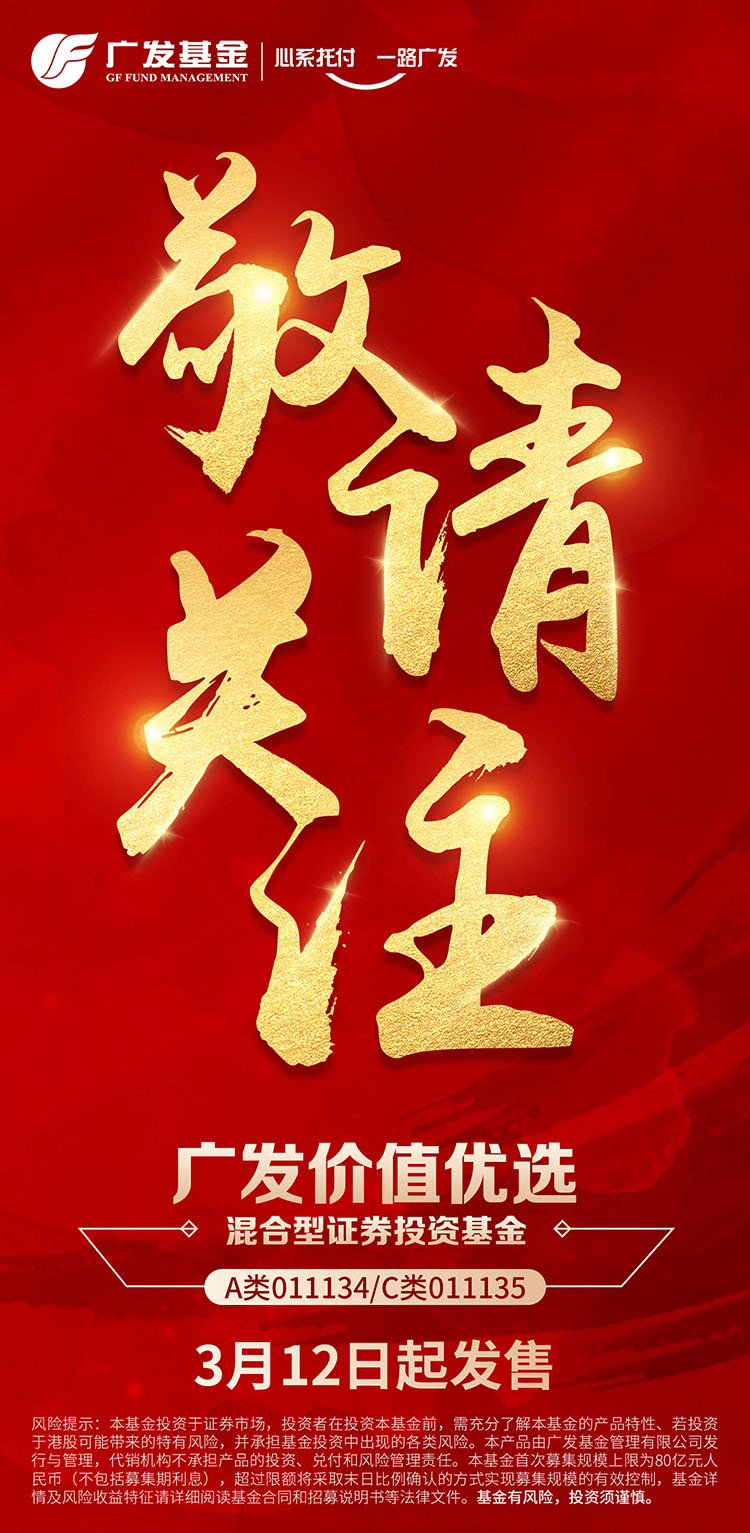 广发基金
GF FUND MANAGEMENT
心系托付 一路广发
敬请
关注
广发价值优选
混合型证券投资基金
A类011134/C类011135
3月12日起发售
风险提示：本基金投资于证券市场，投资者在投资本基金前，需充分了解本基金的产品特性、若投资
于港股可能带来的特有风险，并承担基金投资中出现的各类风险。本产品由广发基金管理有限公司发
行与管理，代销机构不承担产品的投资、兑付和风险管理责任。本基金首次募集规模上限为80亿元人
民币（不包括募集期利息），超过限额将采取末日比例确认的方式实现募集规模的有效控制，基金详
情及风险收益特征请详细阅读基金合同和招募说明书等法律文件。基金有风险，投资须谨慎。